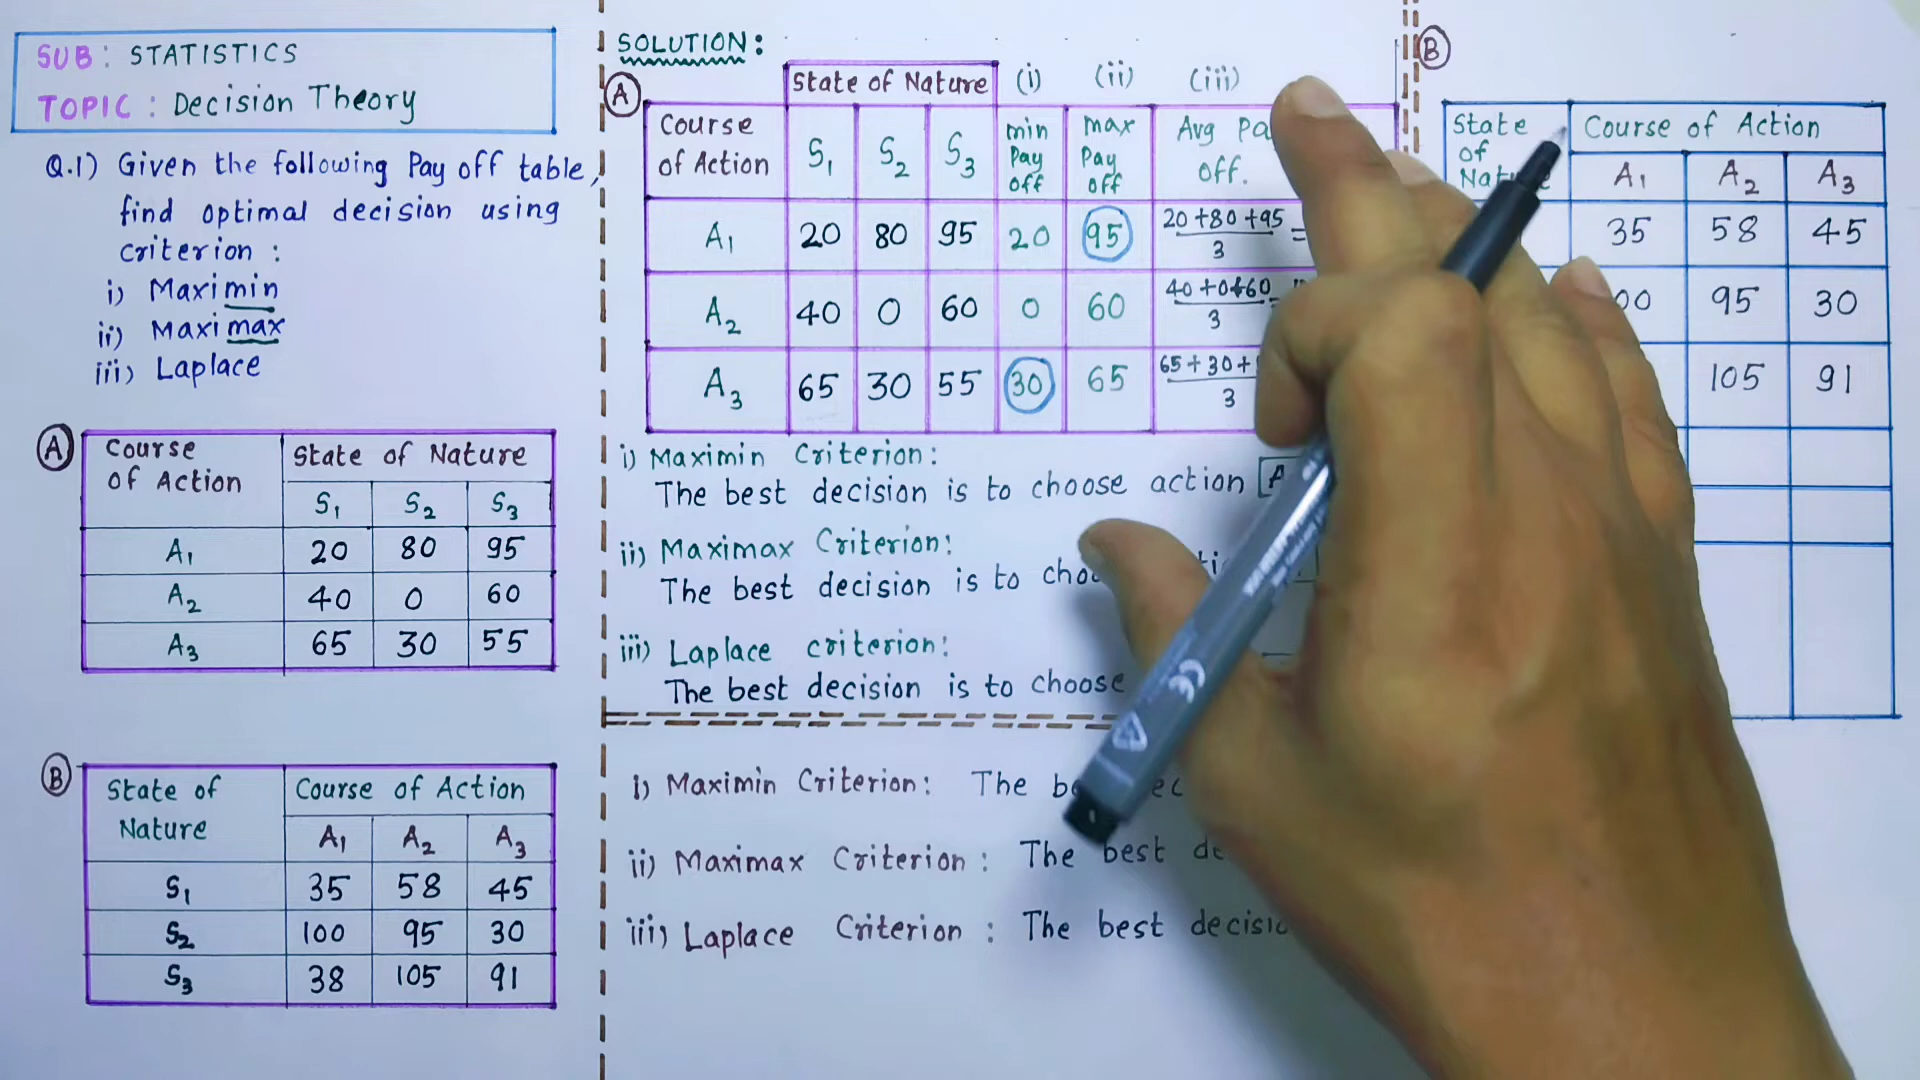 SUB : STATISTICS
TOPIC : Decision Theory
Q.1) Given the following Pay off table,
find optimal decision using
criterion :
i) Maximin
ii) Maximax
iii) Laplace
A
Course of Action State of Nature
S1 S2 S3
A1 20 80 95
A2 40 0 60
A3 65 30 55
B
State of Nature Course of Action
A1 A2 A3
S1 35 58 45
S2 100 95 30
S3 38 105 91
SOLUTION :
A
State of Nature (i) (ii) (iii)
Course of Action S1 S2 S3 min Pay off max Pay off Avg off.
A1 20 80 95 20 95 20+80+95/3 =
A2 40 0 60 0 60 40+0+60/3 =
A3 65 30 55 30 65 65+30+ /3
i) Maximin Criterion :
The best decision is to choose action
ii) Maximax Criterion :
The best decision is to
iii) Laplace criterion :
The best decision is to choose
i) Maximin Criterion : The
ii) Maximax Criterion : The best
iii) Laplace Criterion : The best
B
State of Course of Action
A1 A2 A3
35 58 45
95 30
105 91